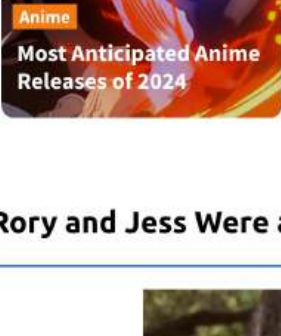 Anime
Most Anticipated Anime
Releases of 2024
Rory and Jess Were